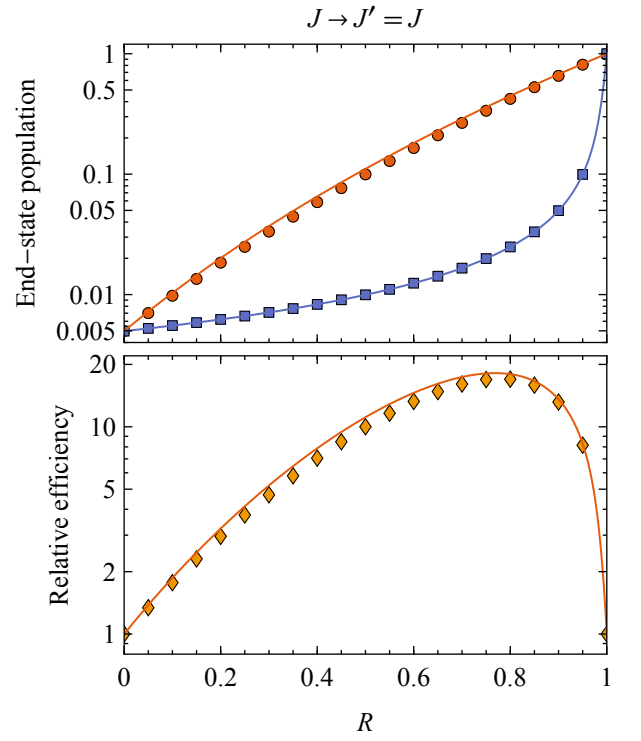 J → J′ = J
End−state population
1
0.5
0.1
0.05
0.01
0.005
Relative efficiency
20
10
5
2
1
0 0.2 0.4 0.6 0.8 1
R